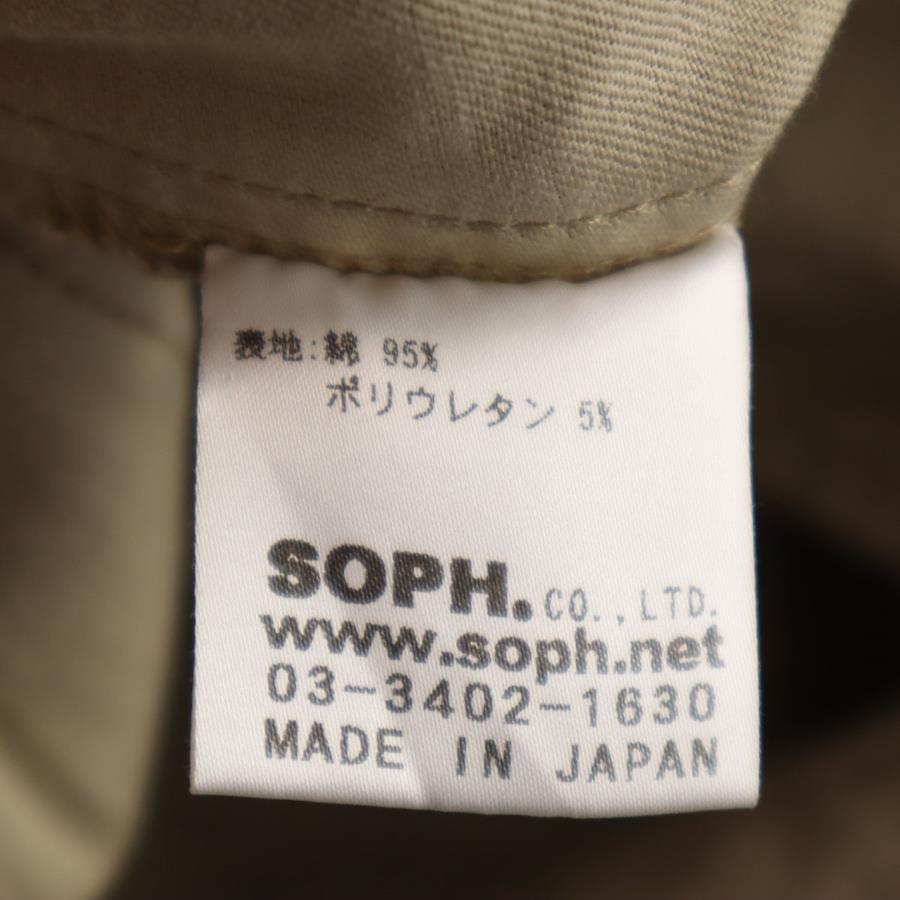 表地:綿 95%
ポリウレタン 5%
SOPH. CO.,LTD.
www.soph.net
03-3402-1630
MADE IN JAPAN